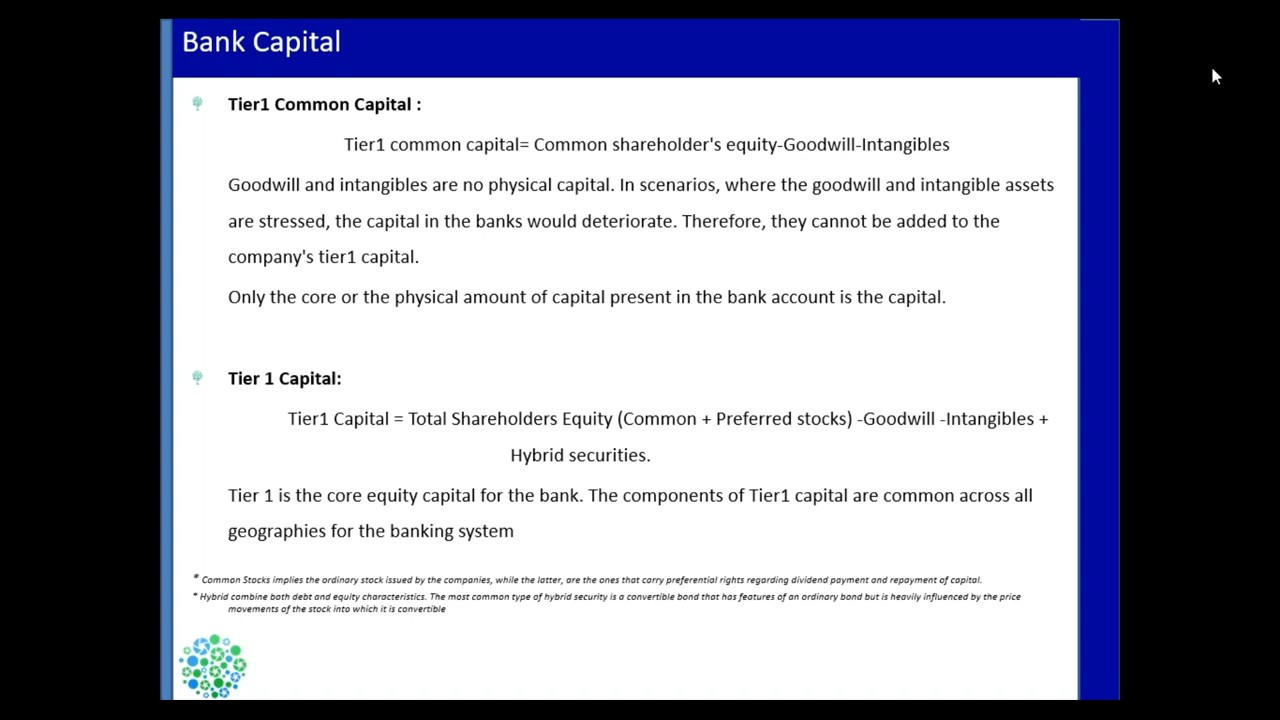 Bank Capital
Tier1 Common Capital :
Tier1 common capital= Common shareholder's equity-Goodwill-Intangibles
Goodwill and intangibles are no physical capital. In scenarios, where the goodwill and intangible assets
are stressed, the capital in the banks would deteriorate. Therefore, they cannot be added to the
company's tier1 capital.
Only the core or the physical amount of capital present in the bank account is the capital.
Tier 1 Capital:
Tier1 Capital = Total Shareholders Equity (Common + Preferred stocks) -Goodwill -Intangibles +
Hybrid securities.
Tier 1 is the core equity capital for the bank. The components of Tier1 capital are common across all
geographies for the banking system
* Common Stocks implies the ordinary stock issued by the companies, while the latter, are the ones that carry preferential rights regarding dividend payment and repayment of capital.
* Hybrid combine both debt and equity characteristics. The most common type of hybrid security is a convertible bond that has features of an ordinary bond but is heavily influenced by the price
movements of the stock into which it is convertible